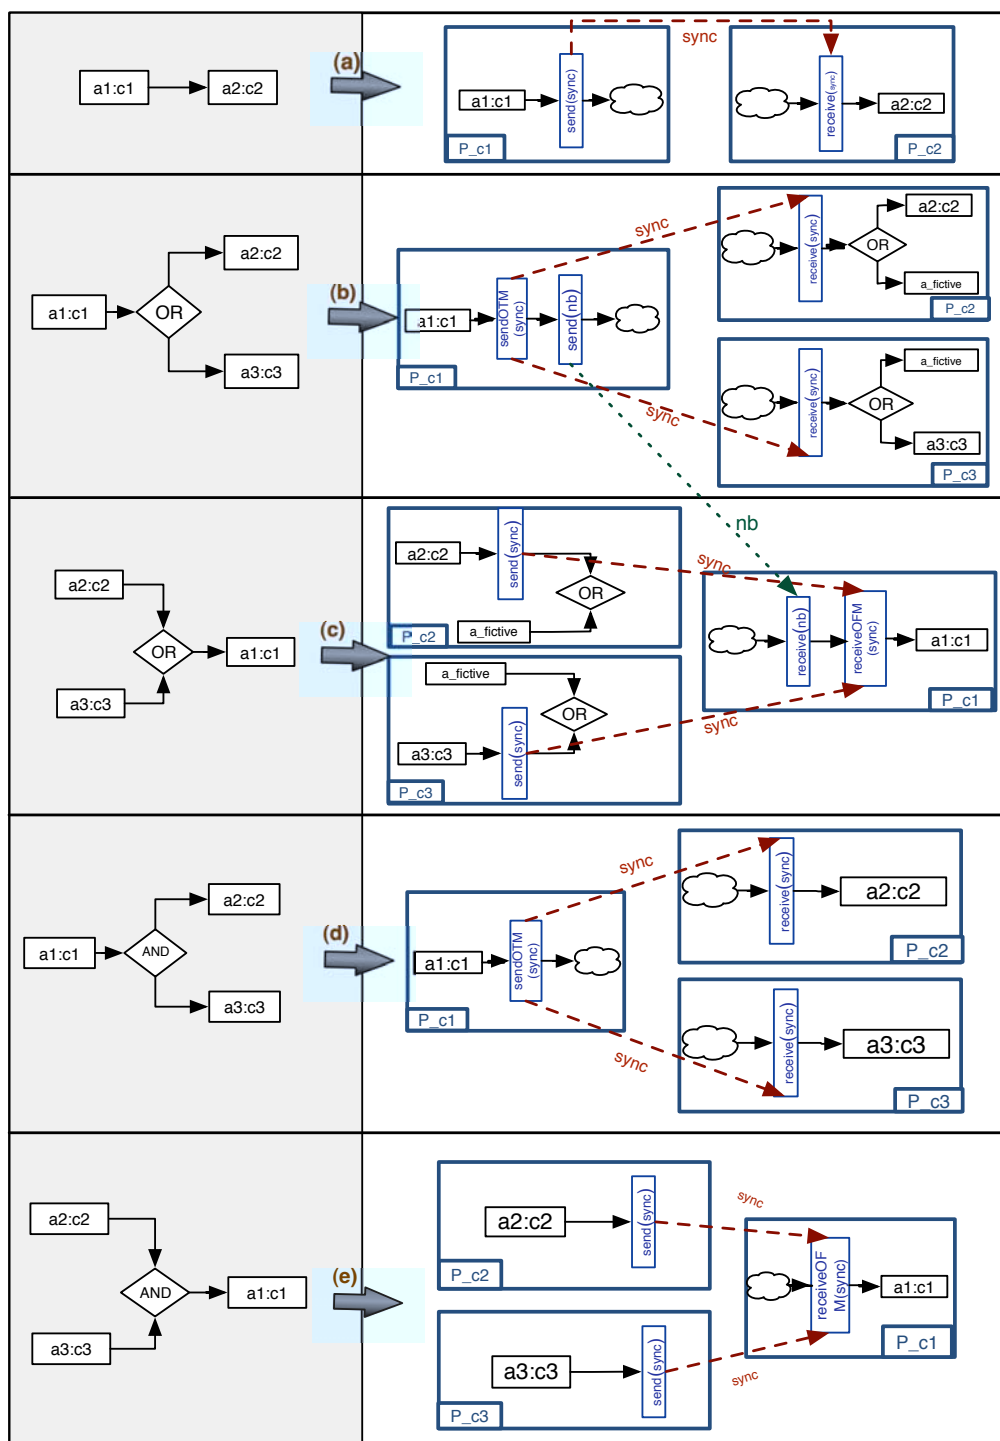 a1:c1
a2:c2
(a)
a1:c1
send(sync)
P_c1
sync
receive(sync)
a2:c2
P_c2
a1:c1
OR
a2:c2
a3:c3
(b)
a1:c1
sendOTM
(sync)
send(nb)
P_c1
sync
sync
receive(sync)
OR
a2:c2
a_fictive
P_c2
receive(sync)
OR
a_fictive
a3:c3
P_c3
nb
a2:c2
OR
a3:c3
a1:c1
(c)
a2:c2
send(sync)
OR
a_fictive
P_c2
a_fictive
OR
a3:c3
send(sync)
P_c3
sync
sync
receive(nb)
receiveOFM
(sync)
a1:c1
P_c1
a1:c1
AND
a2:c2
a3:c3
(d)
a1:c1
sendOTM
(sync)
P_c1
sync
sync
receive(sync)
a2:c2
P_c2
receive(sync)
a3:c3
P_c3
a2:c2
AND
a3:c3
a1:c1
(e)
a2:c2
send(sync)
P_c2
a3:c3
send(sync)
P_c3
sync
sync
receiveOF
M(sync)
a1:c1
P_c1